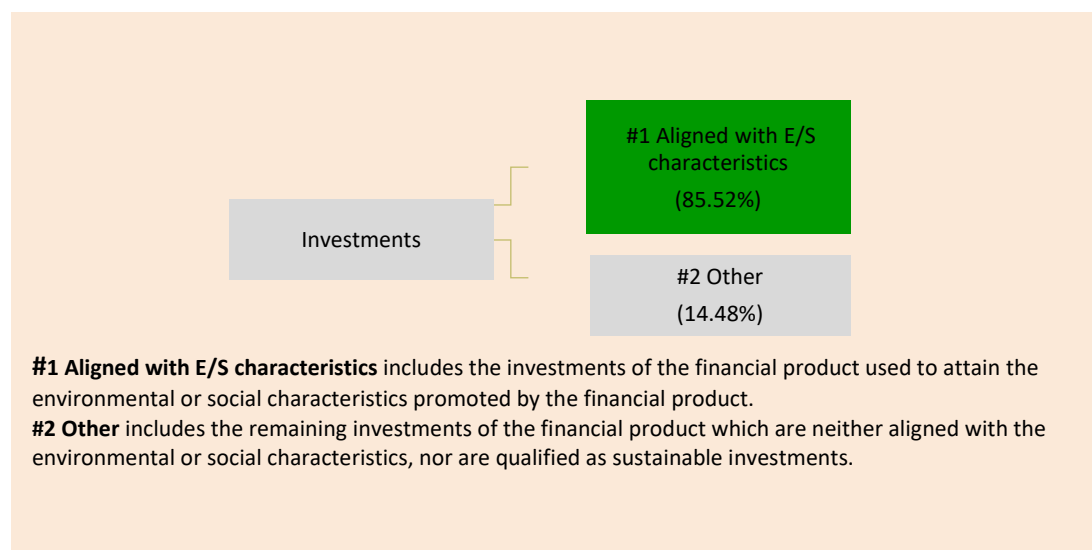 #1 Aligned with E/S
characteristics
(85.52%)
Investments
#2 Other
(14.48%)
#1 Aligned with E/S characteristics includes the investments of the financial product used to attain the
environmental or social characteristics promoted by the financial product.
#2 Other includes the remaining investments of the financial product which are neither aligned with the
environmental or social characteristics, nor are qualified as sustainable investments.